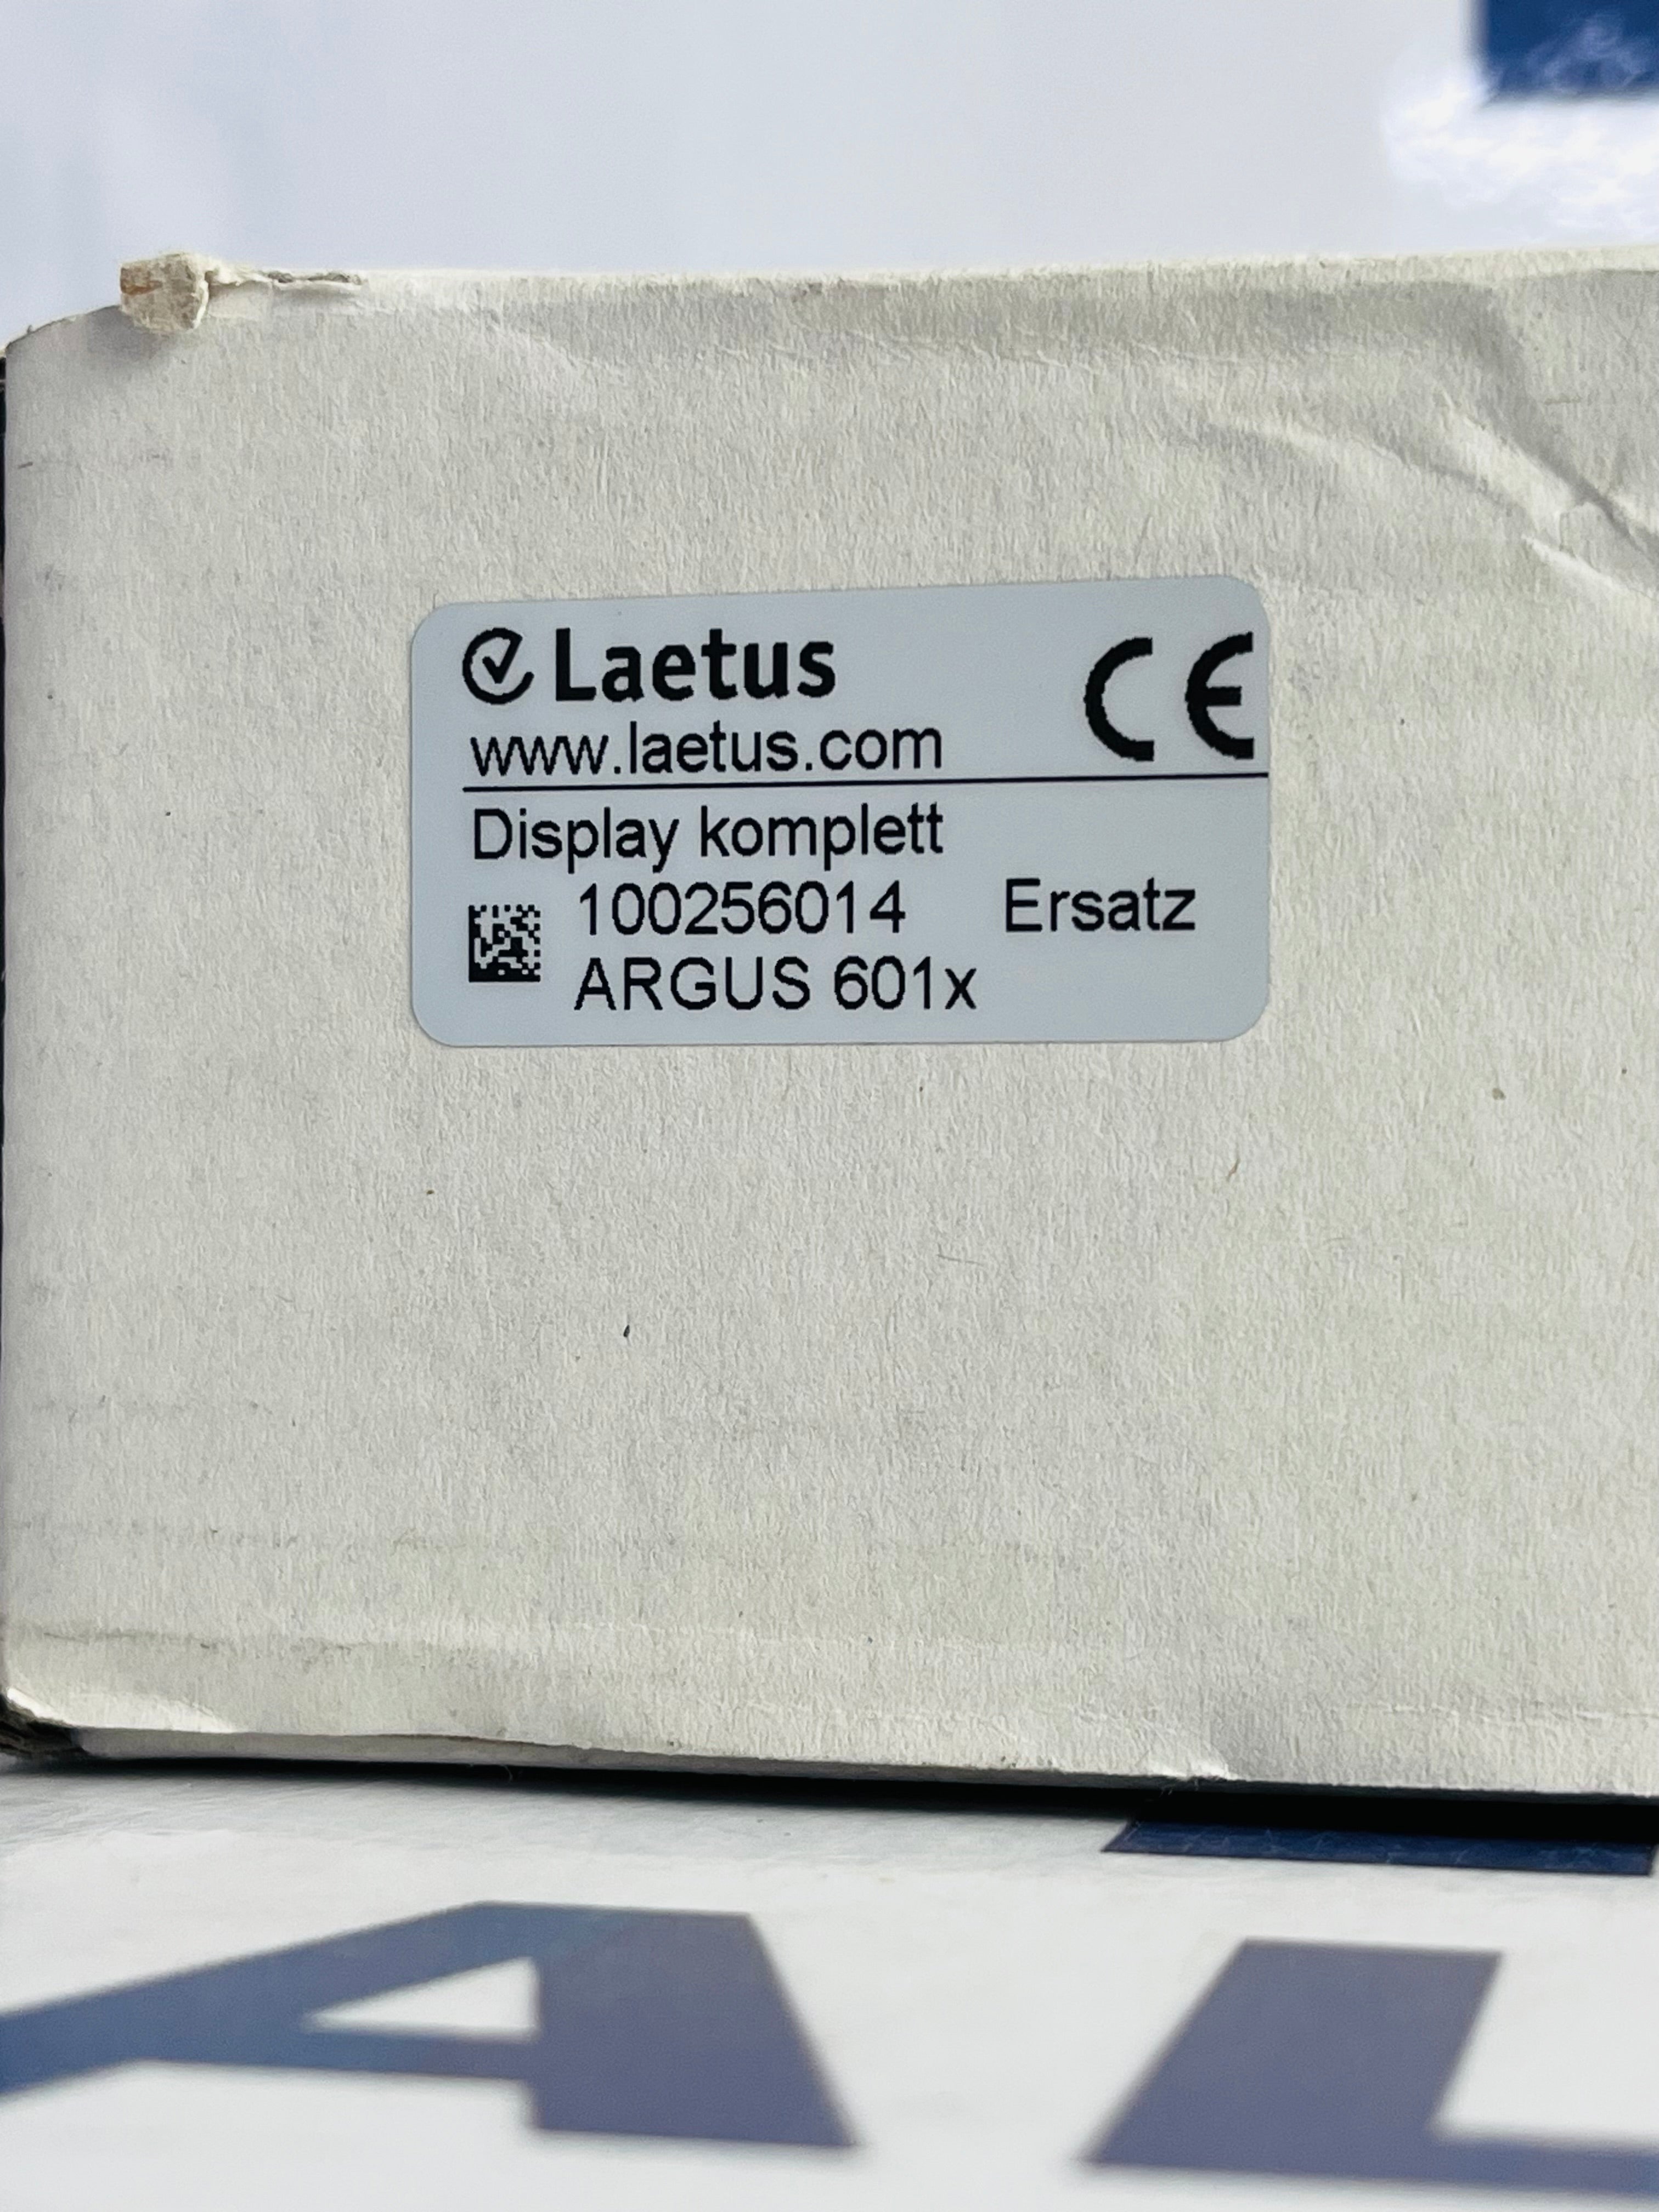 Laetus CE
www.laetus.com
Display komplett
100256014 Ersatz
ARGUS 601x
A L